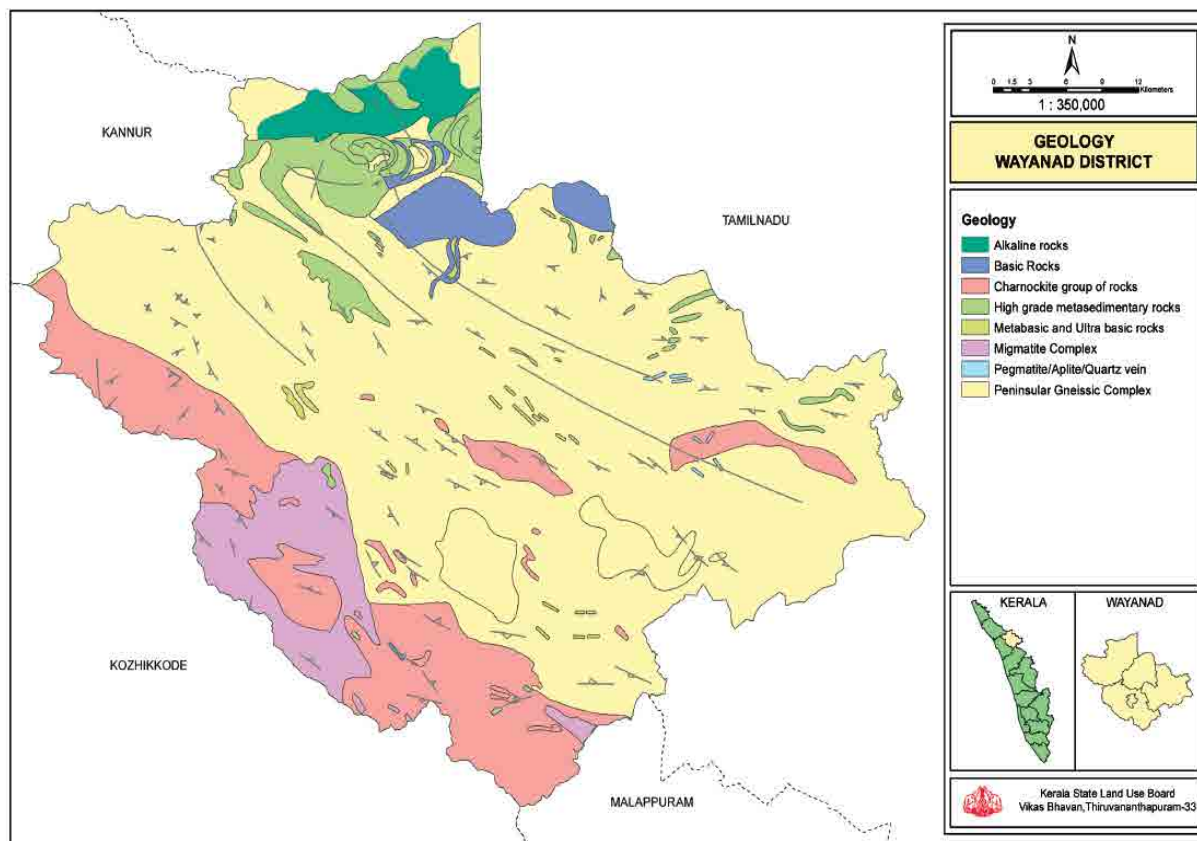 KANNUR
TAMILNADU
KOZHIKKODE
MALAPPURAM
N
0 1.5 3 6 9 12
Kilometers
1 : 350,000
GEOLOGY
WAYANAD DISTRICT
Geology
Alkaline rocks
Basic Rocks
Charnockite group of rocks
High grade metasedimentary rocks
Metabasic and Ultra basic rocks
Migmatite Complex
Pegmatite/Aplite/Quartz vein
Peninsular Gneissic Complex
KERALA
WAYANAD
Kerala State Land Use Board
Vikas Bhavan,Thiruvananthapuram-33